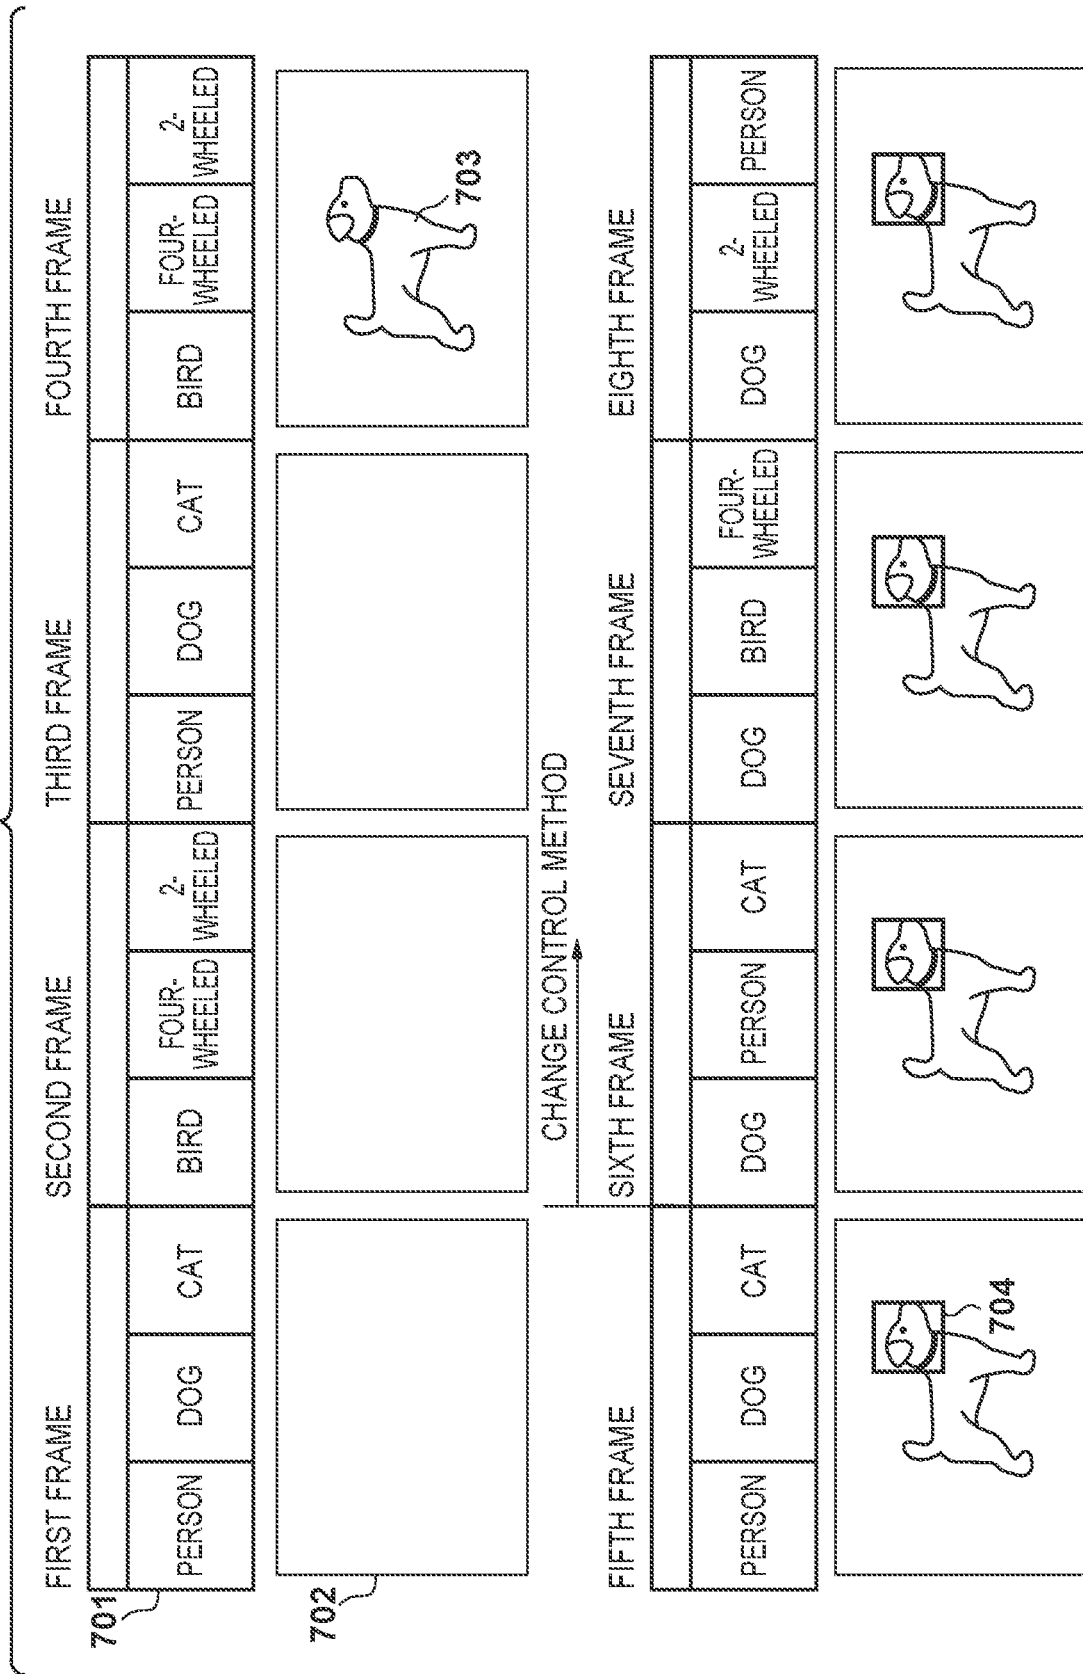 FIRST FRAME SECOND FRAME THIRD FRAME FOURTH FRAME
701
PERSON DOG CAT BIRD FOUR- 2- PERSON DOG CAT BIRD FOUR- 2-
WHEELED WHEELED WHEELED WHEELED
702
703
CHANGE CONTROL METHOD
FIFTH FRAME SIXTH FRAME SEVENTH FRAME EIGHTH FRAME
PERSON DOG CAT DOG PERSON CAT DOG BIRD FOUR- DOG 2- PERSON
WHEELED WHEELED
704